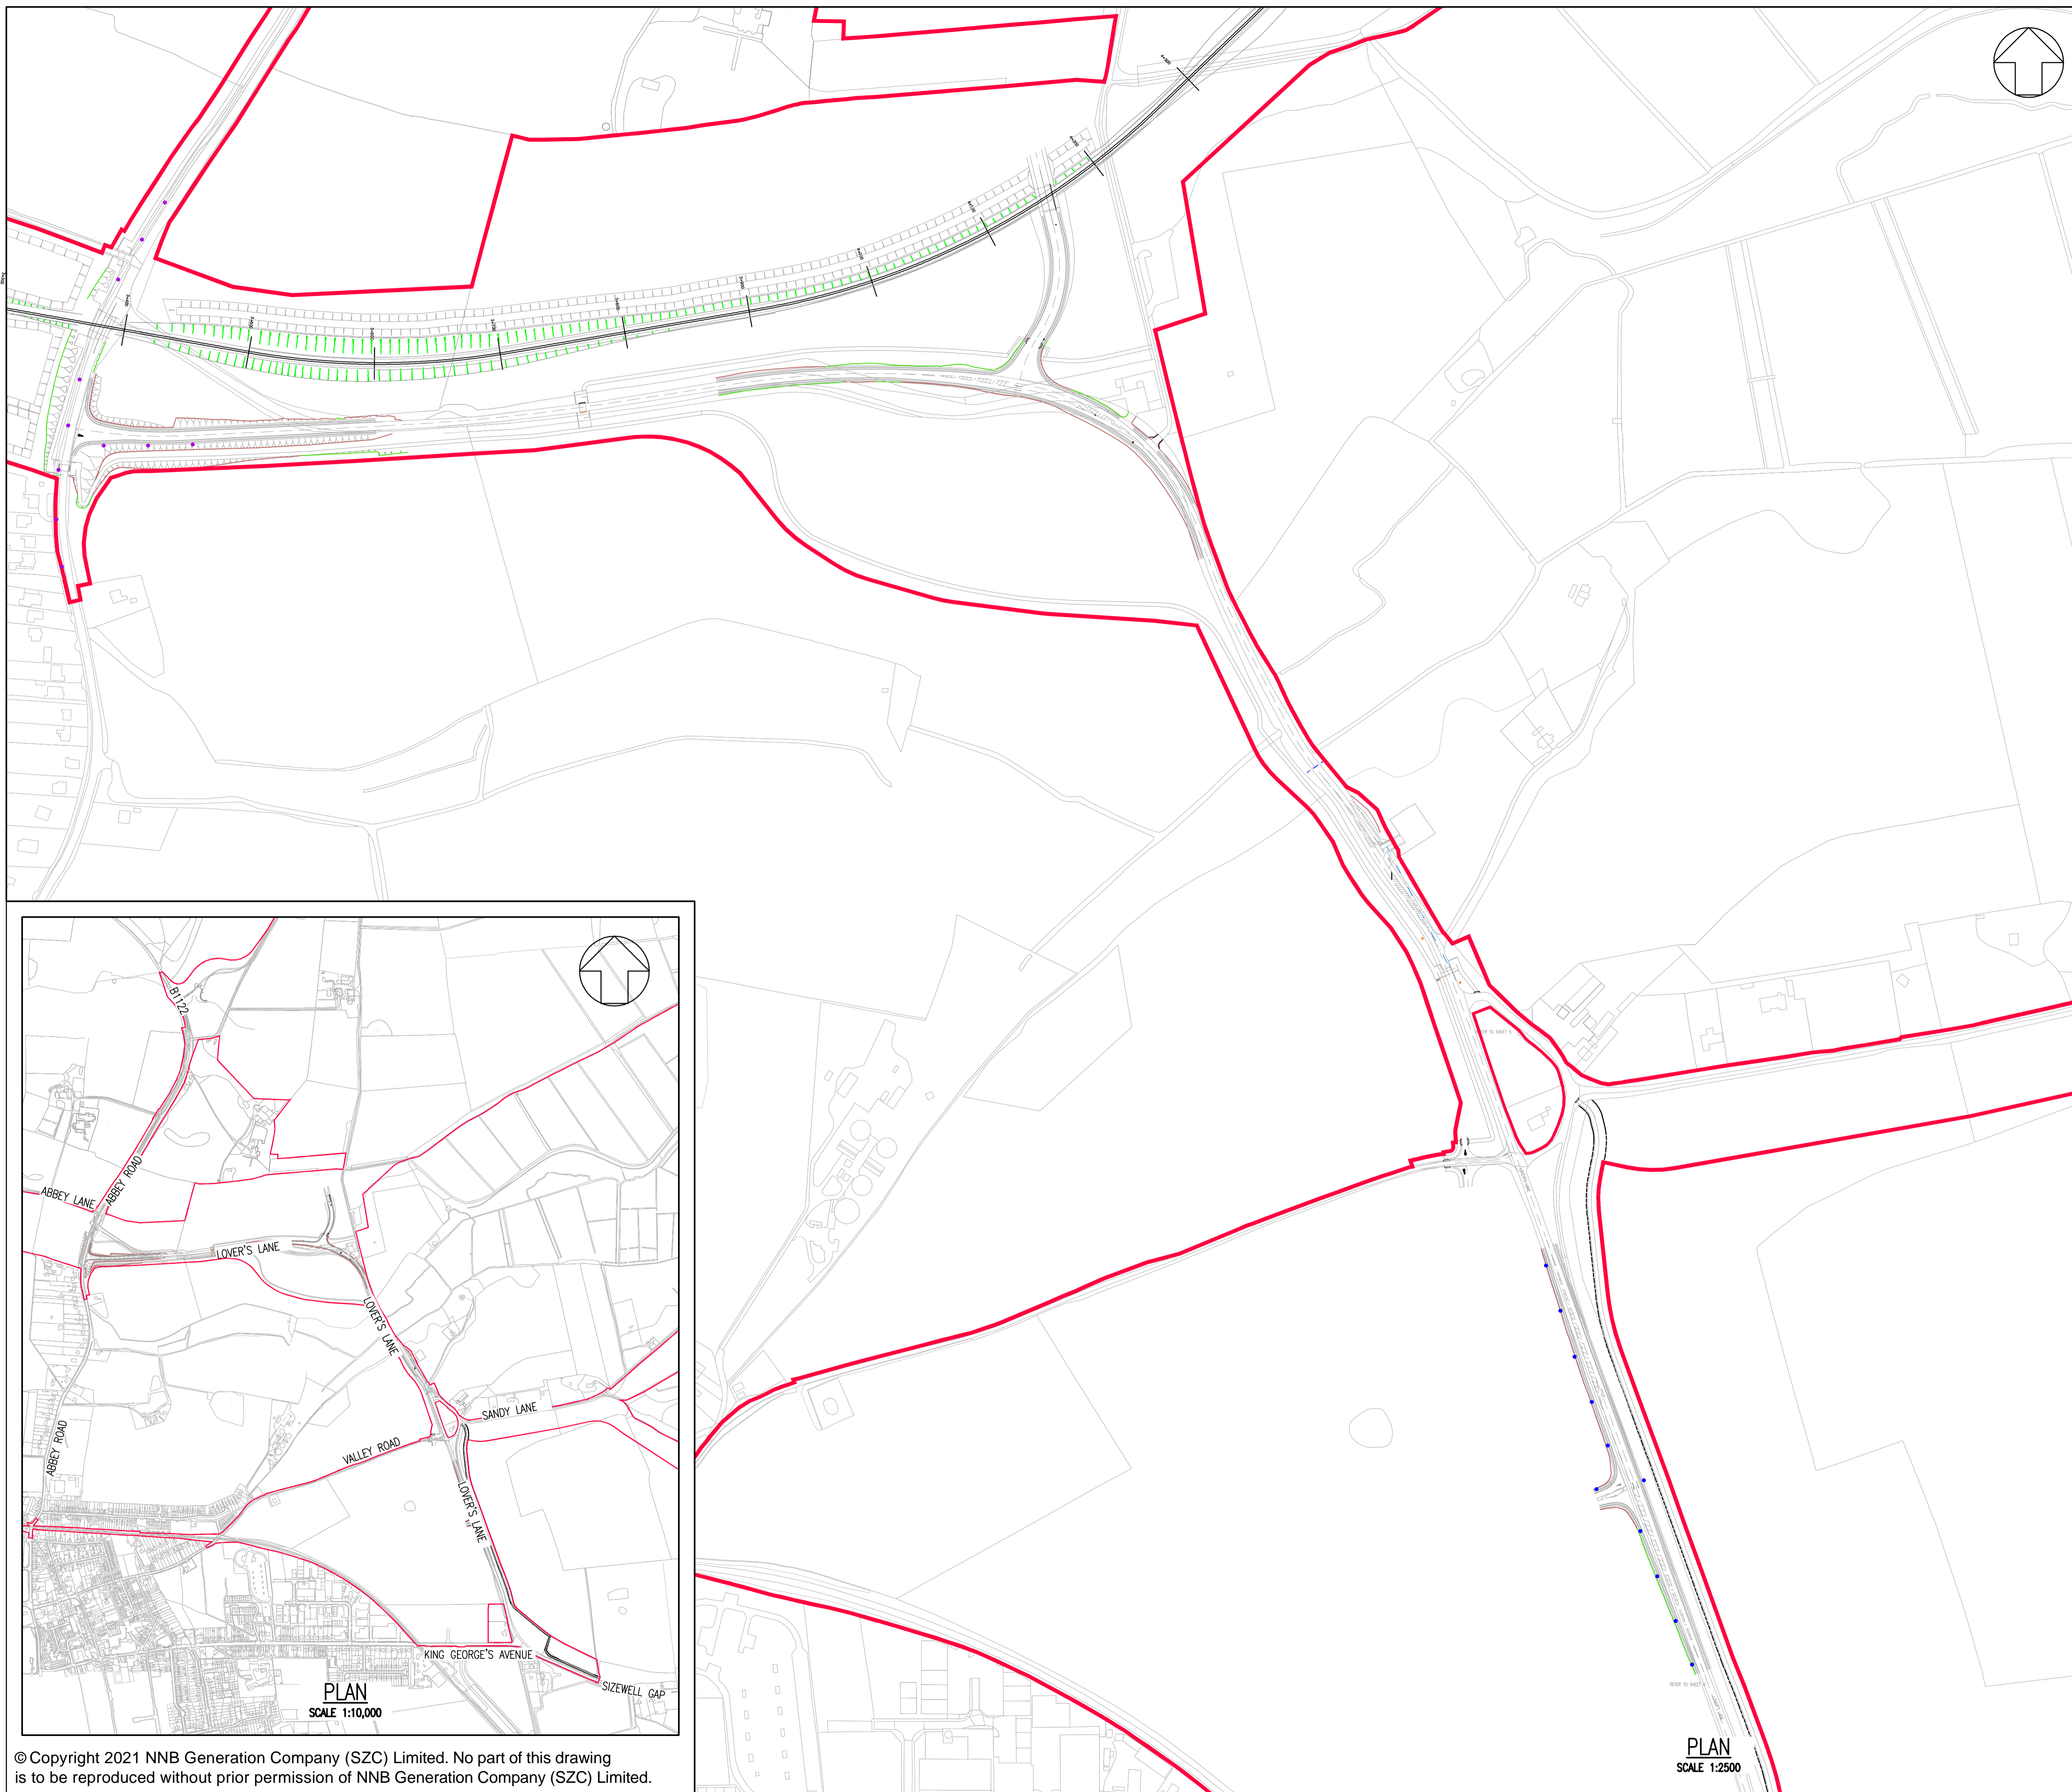 B1122
ABBEY LANE
ABBEY ROAD
LOVER'S LANE
LOVER'S LANE
SANDY LANE
VALLEY ROAD
ABBEY ROAD
LOVER'S LANE
KING GEORGE'S AVENUE
SIZEWELL GAP
PLAN
SCALE 1:10,000
PLAN
SCALE 1:2500
© Copyright 2021 NNB Generation Company (SZC) Limited. No part of this drawing
is to be reproduced without prior permission of NNB Generation Company (SZC) Limited.